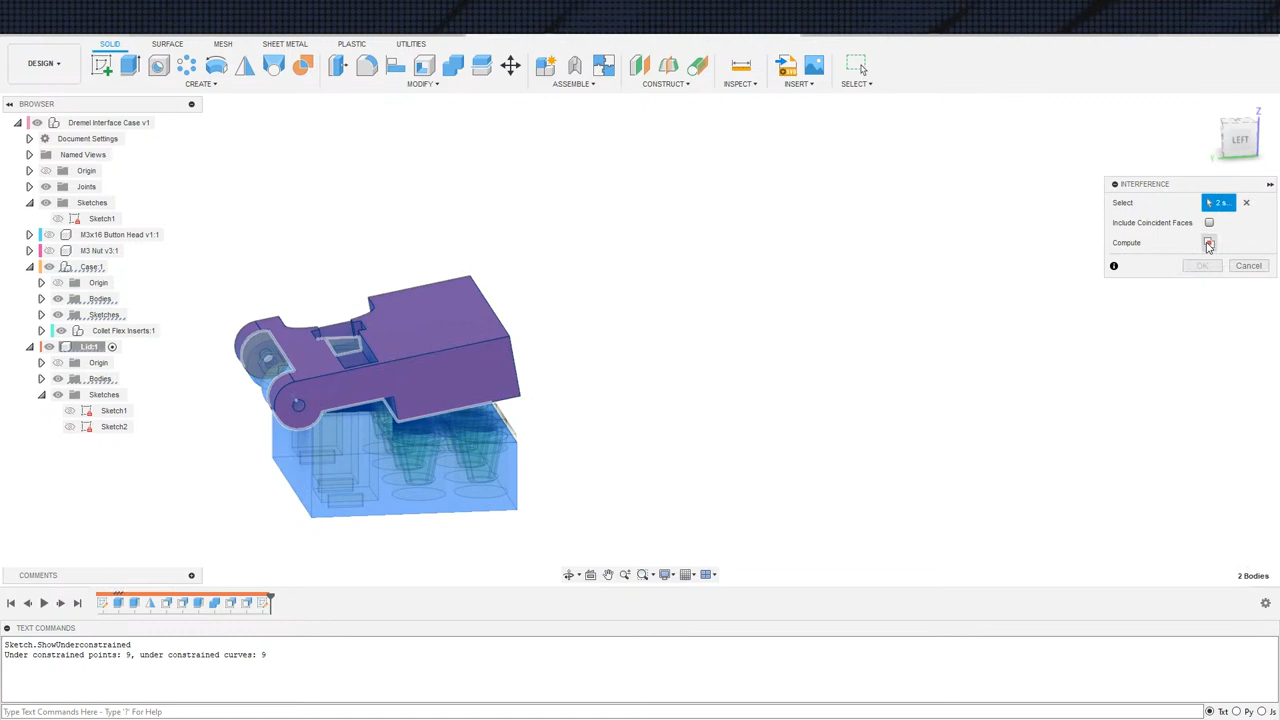 SOLID SURFACE MESH SHEET METAL PLASTIC UTILITIES
DESIGN
CREATE MODIFY ASSEMBLE CONSTRUCT INSPECT INSERT SELECT
BROWSER
Dremel Interface Case v1
Document Settings
Named Views
Origin
Joints
Sketches
Sketch1
M3x16 Button Head v1:1
M3 Nut v3:1
Case:1
Origin
Bodies
Sketches
Collet Flex Inserts:1
Lid:1
Origin
Bodies
Sketches
Sketch1
Sketch2
Z
LEFT
Y
INTERFERENCE
Select 2 s...
Include Coincident Faces
Compute
OK Cancel
COMMENTS
2 Bodies
TEXT COMMANDS
Sketch.ShowUnderconstrained
Under constrained points: 9, under constrained curves: 9
Type Text Commands Here - Type '?' For Help
Txt Py Js